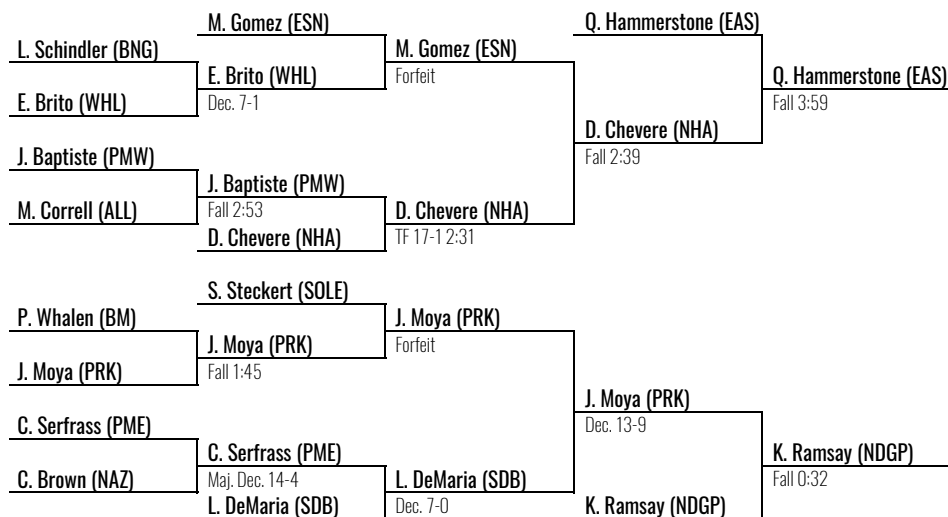 M. Gomez (ESN)
Q. Hammerstone (EAS)
L. Schindler (BNG)
M. Gomez (ESN)
E. Brito (WHL)
Forfeit
Q. Hammerstone (EAS)
E. Brito (WHL)
Dec. 7-1
Fall 3:59
D. Chevere (NHA)
J. Baptiste (PMW)
Fall 2:39
J. Baptiste (PMW)
M. Correll (ALL)
Fall 2:53
D. Chevere (NHA)
D. Chevere (NHA)
TF 17-1 2:31
S. Steckert (SOLE)
P. Whalen (BM)
J. Moya (PRK)
J. Moya (PRK)
Forfeit
J. Moya (PRK)
Fall 1:45
J. Moya (PRK)
C. Serfrass (PME)
Dec. 13-9
C. Serfrass (PME)
K. Ramsay (NDGP)
C. Brown (NAZ)
Maj. Dec. 14-4
L. DeMaria (SDB)
Fall 0:32
L. DeMaria (SDB)
Dec. 7-0
K. Ramsay (NDGP)